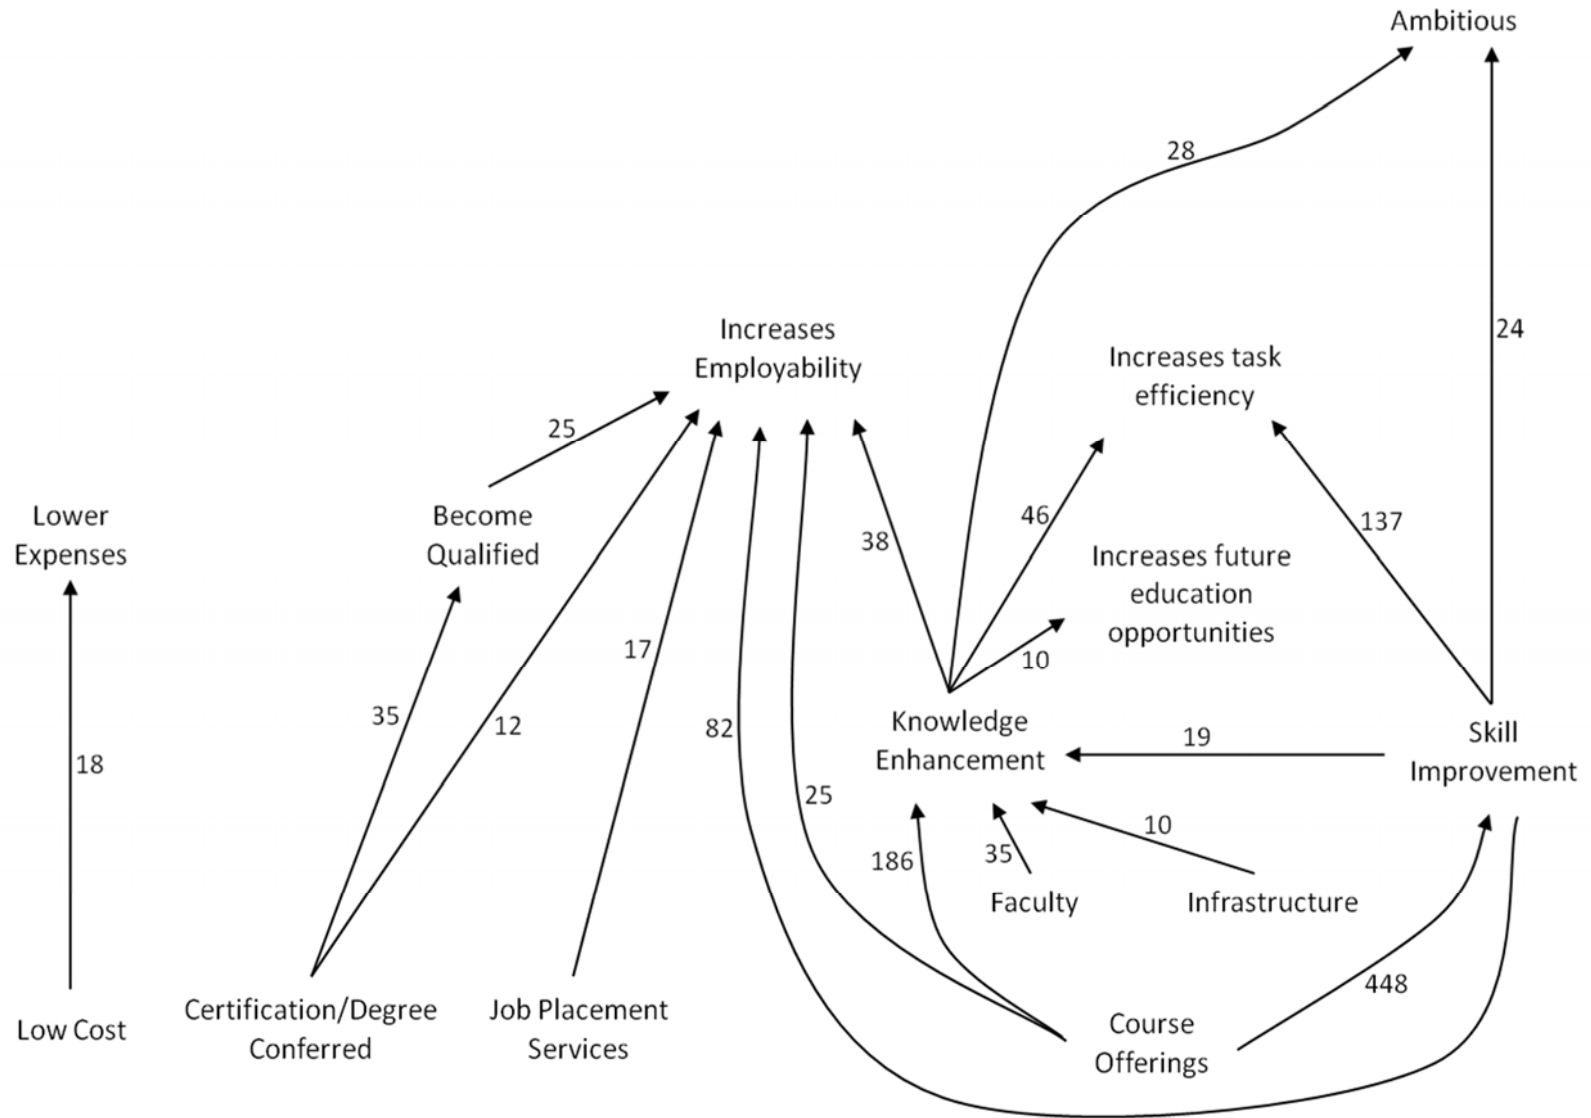 Ambitious
28
24
Increases
Employability
Increases task
efficiency
25
Lower
Expenses
Become
Qualified
38
46
137
Increases future
education
opportunities
10
17
35
12
82
18
Knowledge
Enhancement
19
Skill
Improvement
25
186
35
10
Faculty
Infrastructure
448
Low Cost
Certification/Degree
Conferred
Job Placement
Services
Course
Offerings